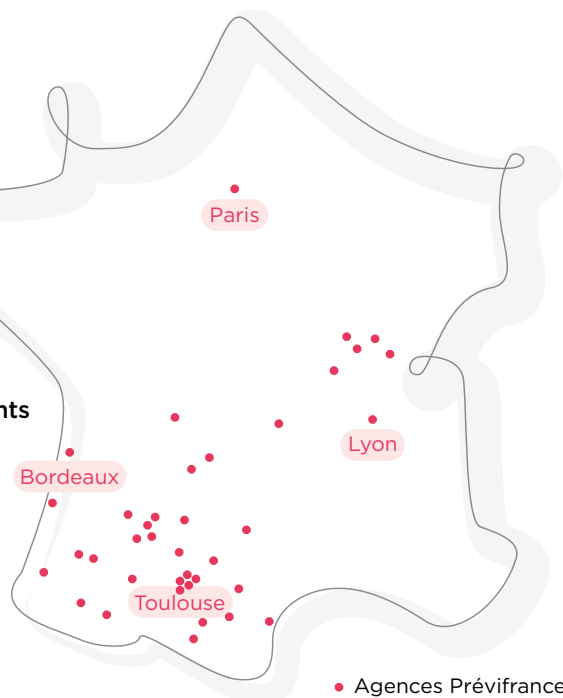 Paris
nts
Lyon
Bordeaux
Toulouse
Agences Prévifrance